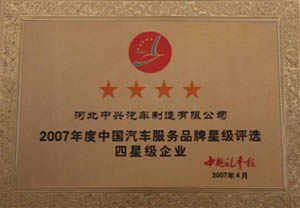 河北中兴汽车制造有限公司
2007年度中国汽车服务品牌星级评选
四星级企业
中国汽车报
2007年4月